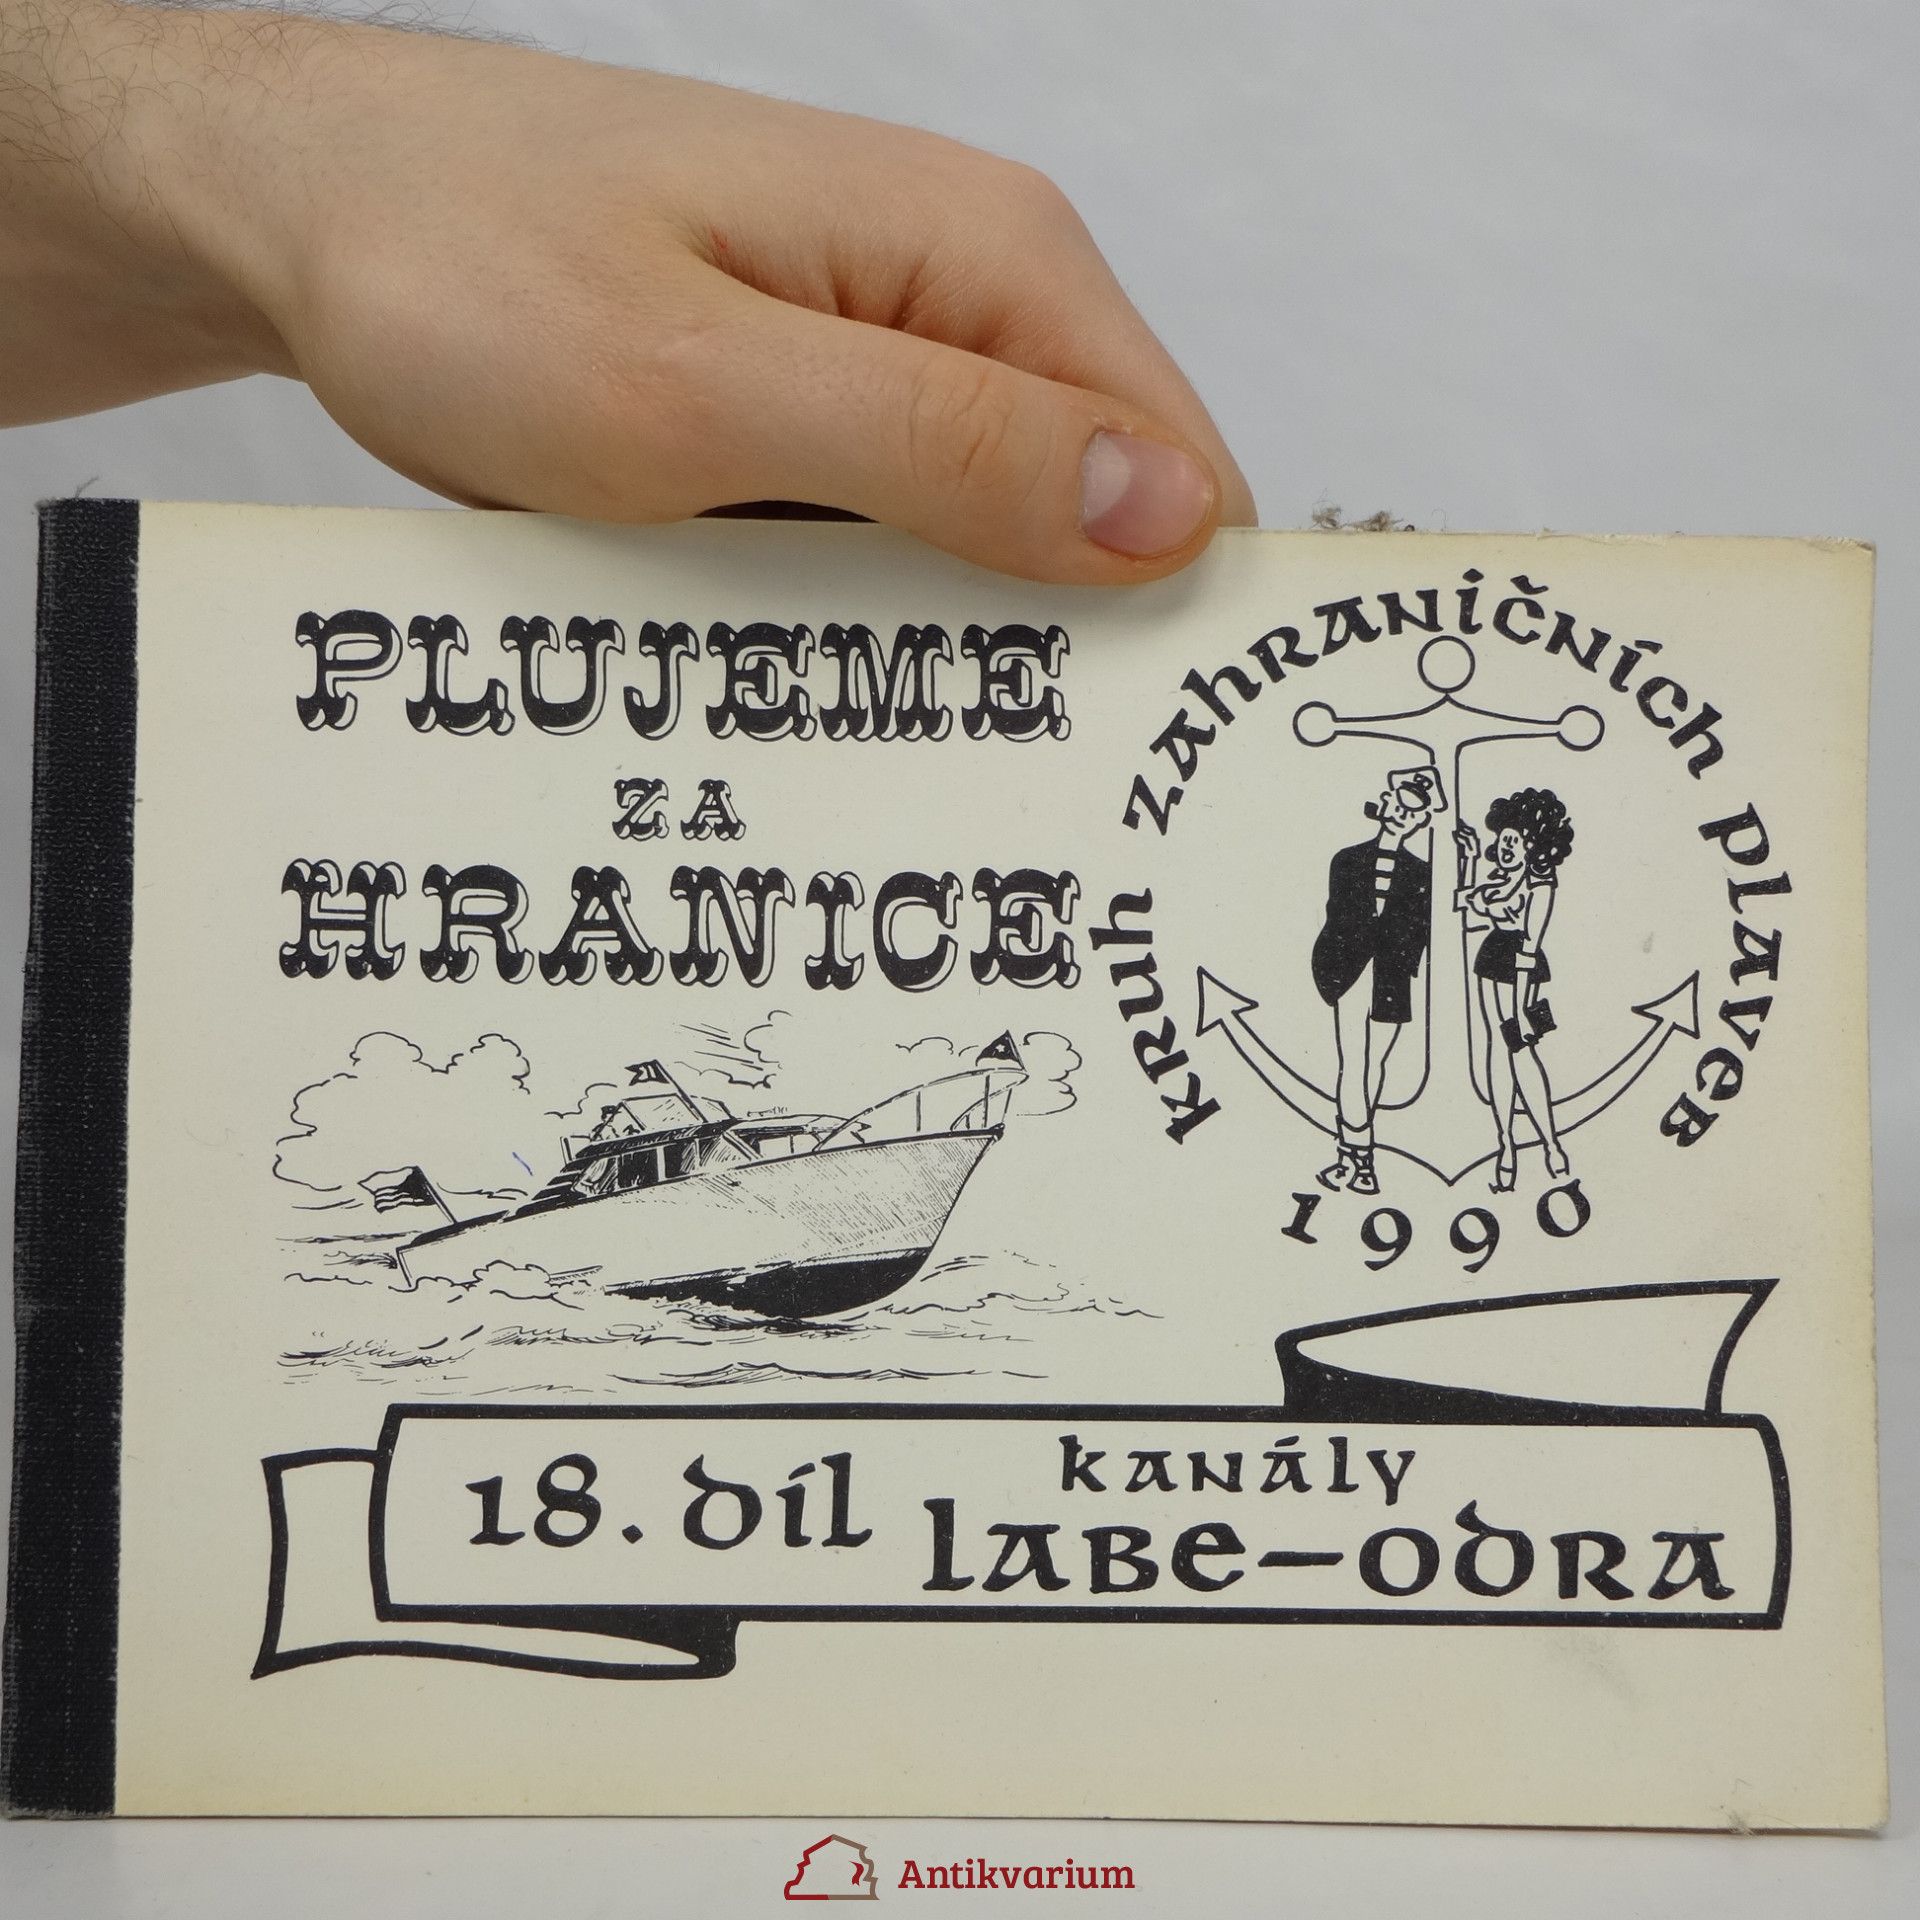 PLUJEME
ZA
HRANICE
kruh zahraničních plaveb
1990
18. díl
kanály
labe–odra
Antikvarium